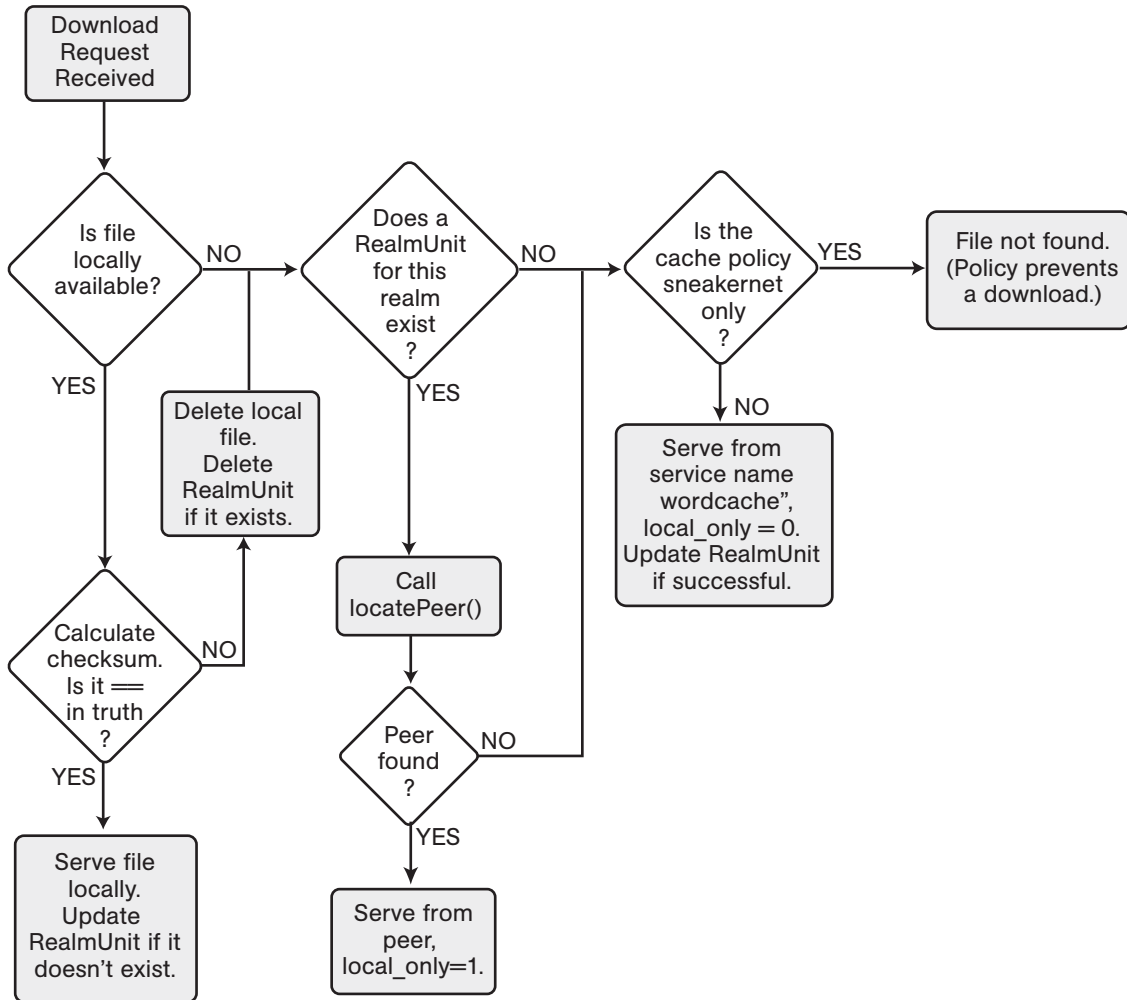 Download
Request
Received
Is file
locally
available?
NO
YES
Does a
RealmUnit
for this
realm
exist
?
NO
YES
Is the
cache policy
sneakernet
only
?
YES
NO
File not found.
(Policy prevents
a download.)
Delete local
file.
Delete
RealmUnit
if it exists.
Serve from
service name
wordcache”,
local_only = 0.
Update RealmUnit
if successful.
Call
locatePeer()
Calculate
checksum.
Is it ==
in truth
?
NO
YES
Peer
found
?
NO
YES
Serve file
locally.
Update
RealmUnit if it
doesn’t exist.
Serve from
peer,
local_only=1.